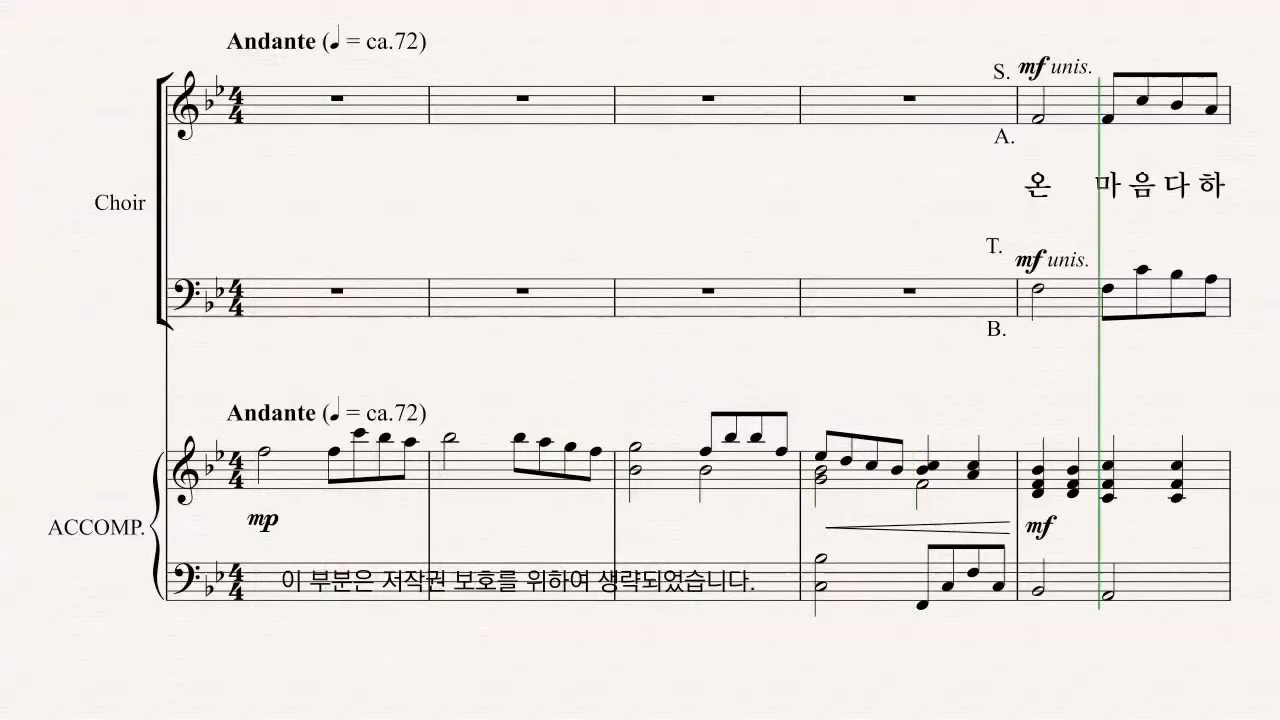 Andante (♩ = ca.72)
S. mf unis.
A.
Choir
온 마 음 다 하
T. mf unis.
B.
Andante (♩ = ca.72)
mp
mf
ACCOMP.
이 부분은 저작권 보호를 위하여 생략되었습니다.